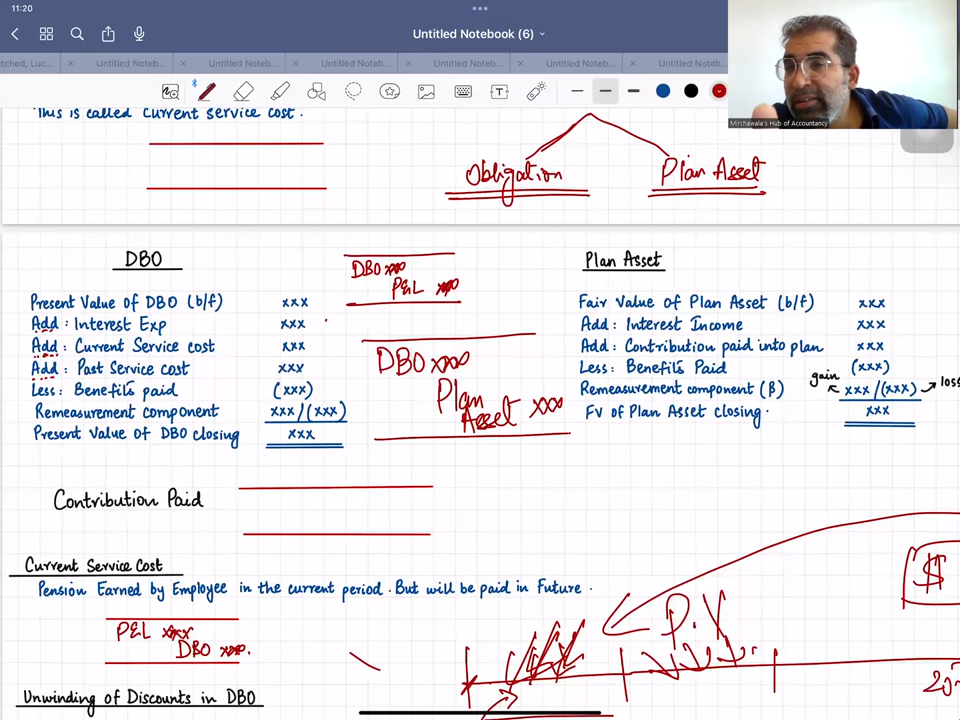 11:20
Untitled Notebook (6)
etched, Luc...
Untitled Noteb...
Untitled Noteb...
Untitled Noteb...
Untitled Noteb...
Untitled Noteb...
Mirchawala's Hub of Accountancy
This is called Current service cost.
Obligation
Plan Asset
DBO
Present Value of DBO (b/f) xxx
Add: Interest Exp xxx
Add: Current Service cost xxx
Add: Past Service cost xxx
Less: Benefits paid (xxx)
Remeasurement component xxx/(xxx)
Present Value of DBO closing xxx
DBO xxx
P&L xxx
DBO xxx
Plan Asset xxx
Plan Asset
Fair Value of Plan Asset (b/f) xxx
Add: Interest Income xxx
Add: Contribution paid into plan xxx
Less: Benefits Paid (xxx)
gain
Remeasurement component (β) xxx/(xxx) loss
Fv of Plan Asset closing. xxx
Contribution Paid
Current Service Cost
Pension Earned by Employee in the current period. But will be paid in Future.
P&L xxx
DBO xxx.
P.V
$
Unwinding of Discounts in DBO